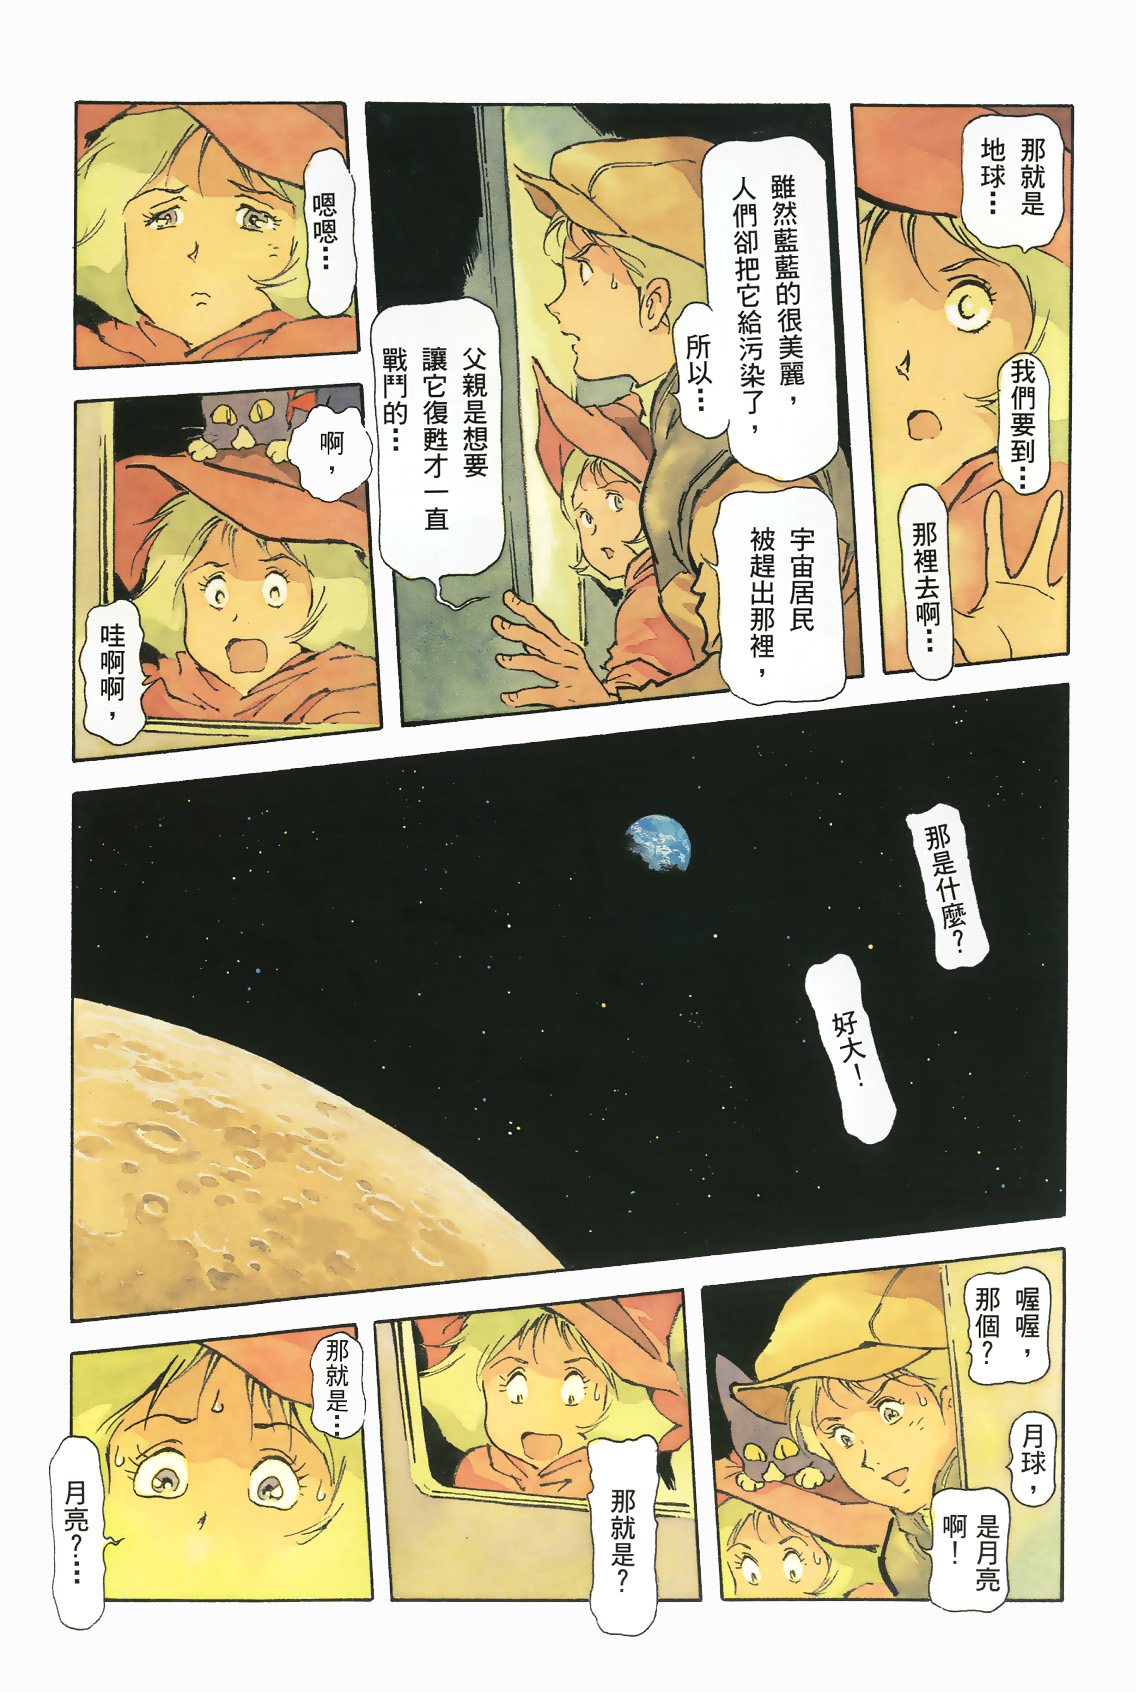 那就是
地球…
我們要到…
那裡去啊…
雖然藍藍的很美麗，
人們卻把它給污染了，
所以…
宇宙居民
被趕出那裡，
父親是想要
讓它復甦才一直
戰鬥的…
嗯嗯…
啊，
哇啊啊，
那是什麼？
好大！
喔喔，
那個？
月球，
是月亮
啊！
那就是？
那就是…
月亮？……